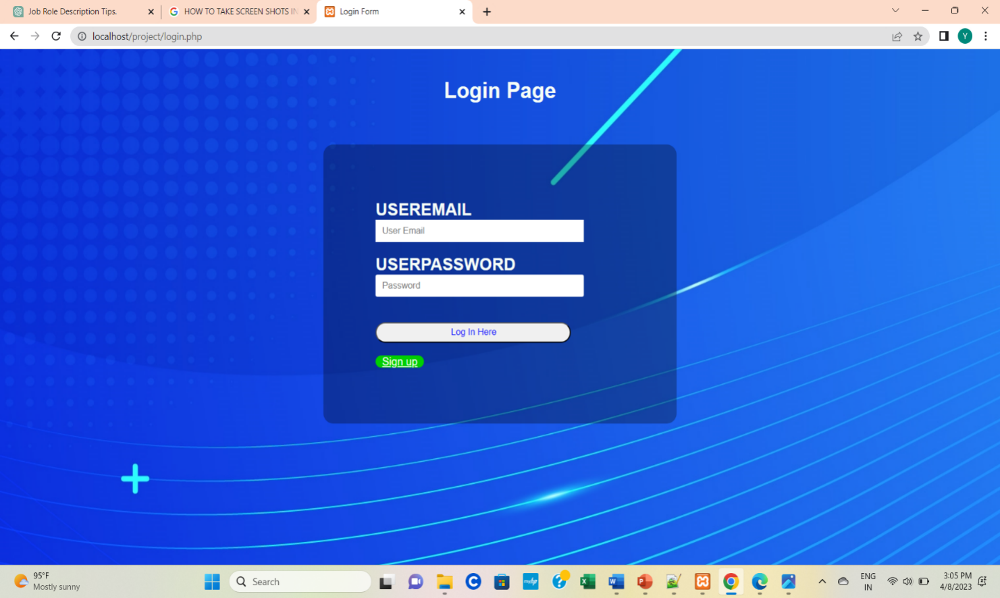 Job Role Description Tips.
HOW TO TAKE SCREEN SHOTS IN
Login Form
localhost/project/login.php
Y
Login Page
USEREMAIL
User Email
USERPASSWORD
Password
Log In Here
Sign up
95°F
Mostly sunny
Search
ENG
IN
3:05 PM
4/8/2023